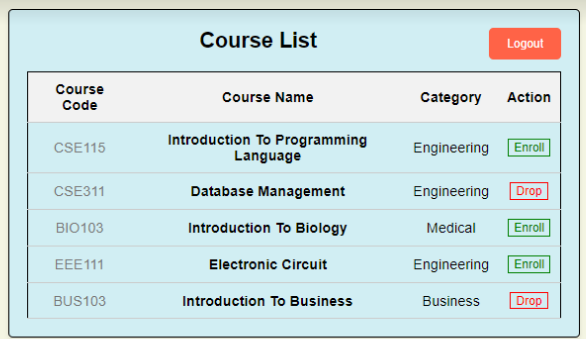 Course List
Logout
Course Code Course Name Category Action
CSE115 Introduction To Programming Language Engineering Enroll
CSE311 Database Management Engineering Drop
BIO103 Introduction To Biology Medical Enroll
EEE111 Electronic Circuit Engineering Enroll
BUS103 Introduction To Business Business Drop